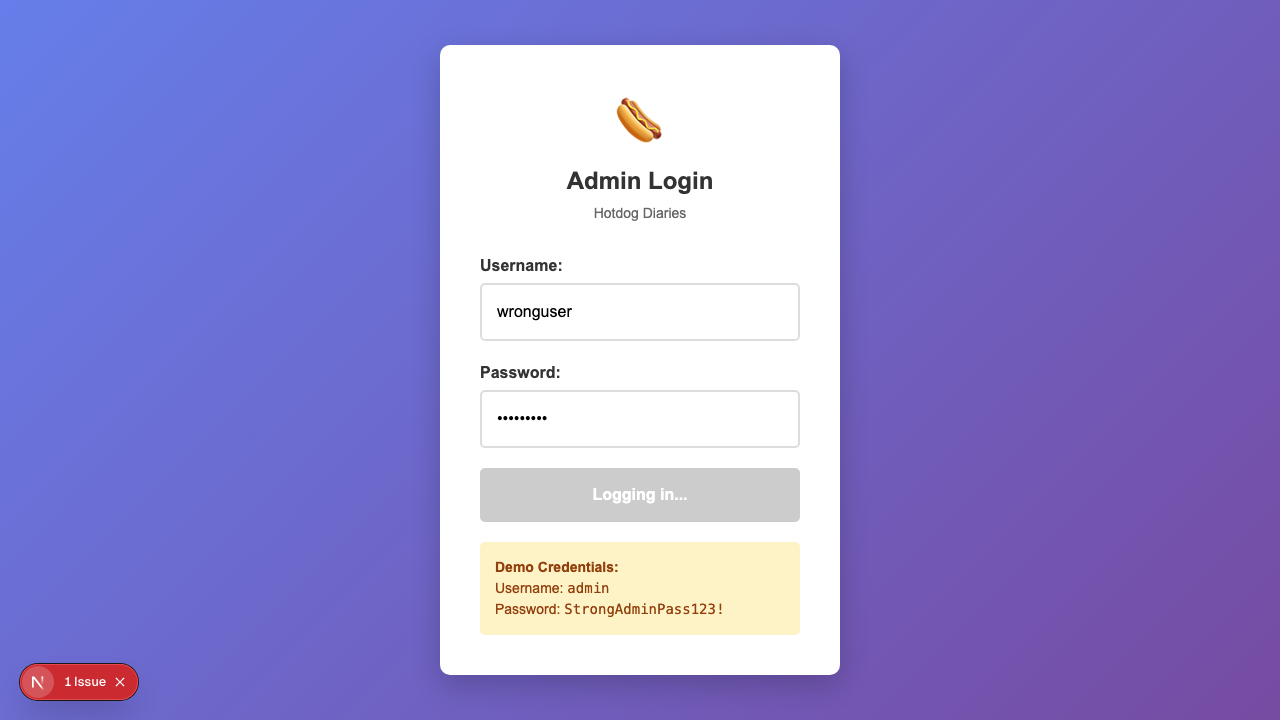 Admin Login
Hotdog Diaries
Username:
wronguser
Password:
•••••••••
Logging in...
Demo Credentials:
Username: admin
Password: StrongAdminPass123!
N 1 Issue